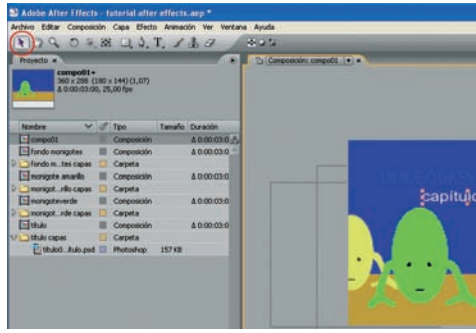 Adobe After Effects - tutorial after effects.aep *
Archivo Editar Composición Capa Efecto Animación Ver Ventana Ayuda
Proyecto × Composición: compo01
compo01
360 x 288 (180 x 144) (1,07)
Δ 0:00:03:00, 25,00 fps
Nombre Tipo Tamaño Duración
compo01 Composición Δ 0:00:03:0
fondo monigotes Composición Δ 0:00:03:0
fondo m...tes capas Carpeta
monigote amarillo Composición Δ 0:00:03:0
monigot...rillo capas Carpeta
monigoteverde Composición Δ 0:00:03:0
monigot...rde capas Carpeta
título Composición Δ 0:00:03:0
título capas Carpeta
título0...ítulo.psd Photoshop 157 KB
capítulo